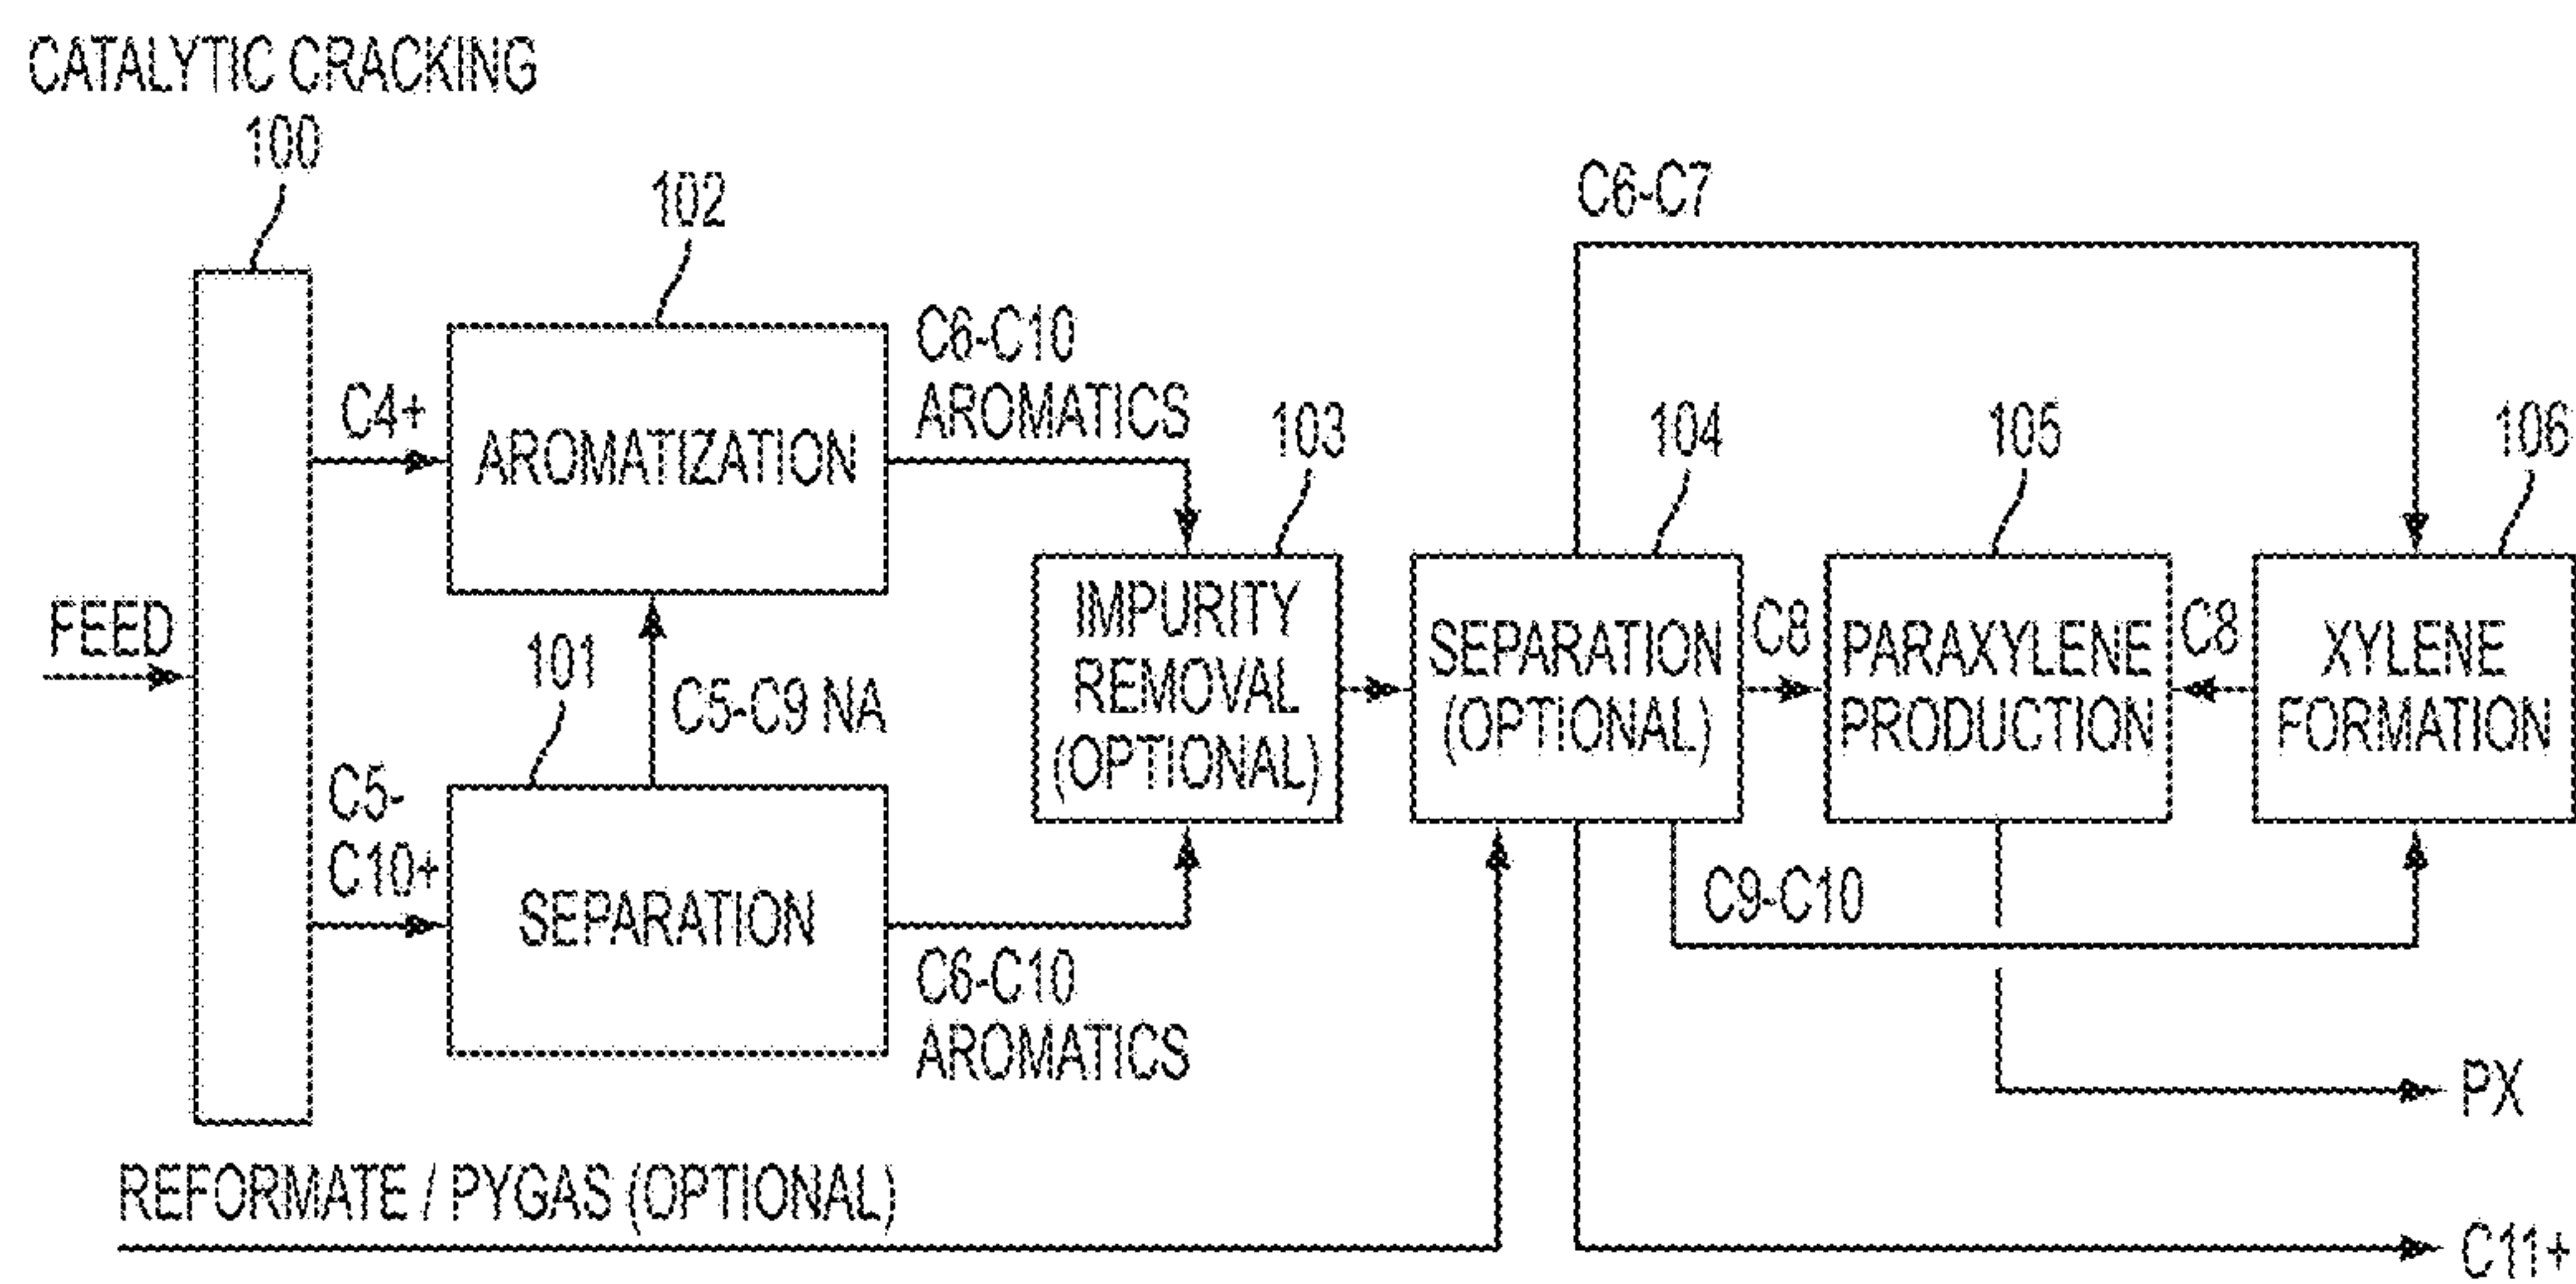 CATALYTIC CRACKING
100
102
C6-C7
C6-C10
AROMATICS
C4+
AROMATIZATION
103
104
105
106
FEED
101
C5-C9 NA
IMPURITY
REMOVAL
(OPTIONAL)
SEPARATION
(OPTIONAL)
C8
PARAXYLENE
PRODUCTION
C8
XYLENE
FORMATION
C5-
C10+
SEPARATION
C9-C10
C6-C10
AROMATICS
PX
REFORMATE / PYGAS (OPTIONAL)
C11+